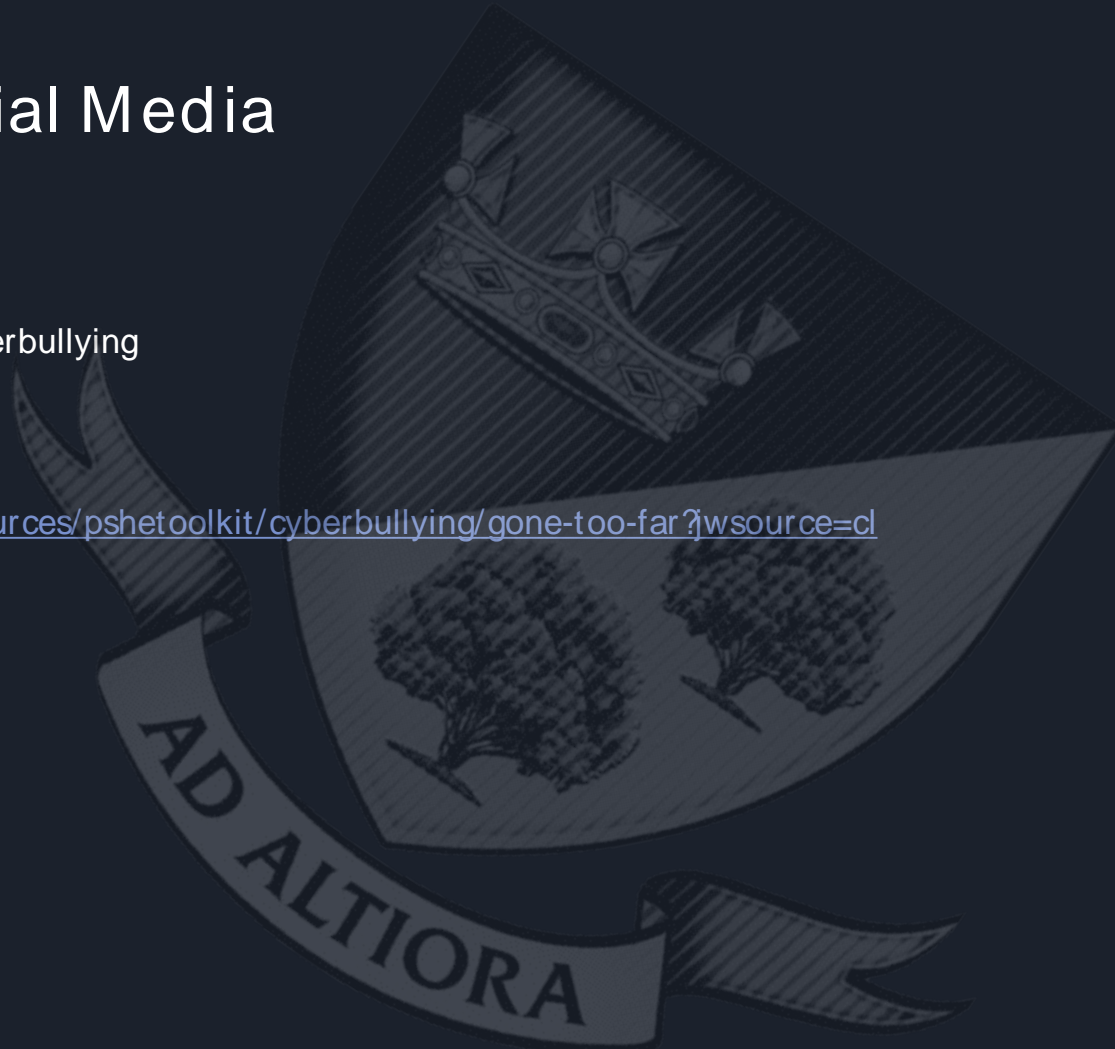 ial Media
erbullying
urces/pshetoolkit/cyberbullying/gone-too-far?jwsource=cl
AD ALTIORA